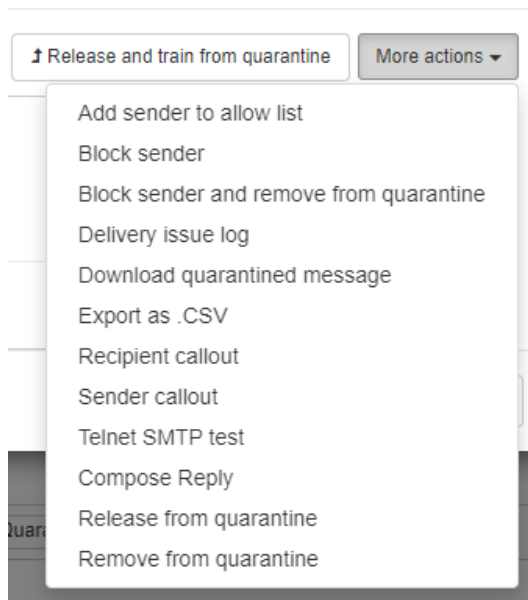 Release and train from quarantine
More actions
Add sender to allow list
Block sender
Block sender and remove from quarantine
Delivery issue log
Download quarantined message
Export as .CSV
Recipient callout
Sender callout
Telnet SMTP test
Compose Reply
Release from quarantine
Remove from quarantine